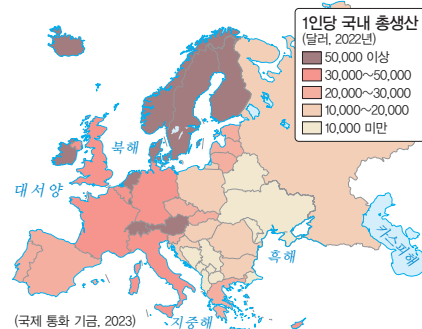 1인당 국내 총생산
(달러, 2022년)
50,000 이상
30,000~50,000
20,000~30,000
10,000~20,000
10,000 미만
북해
대서양
카스피해
흑해
지중해
(국제 통화 기금, 2023)